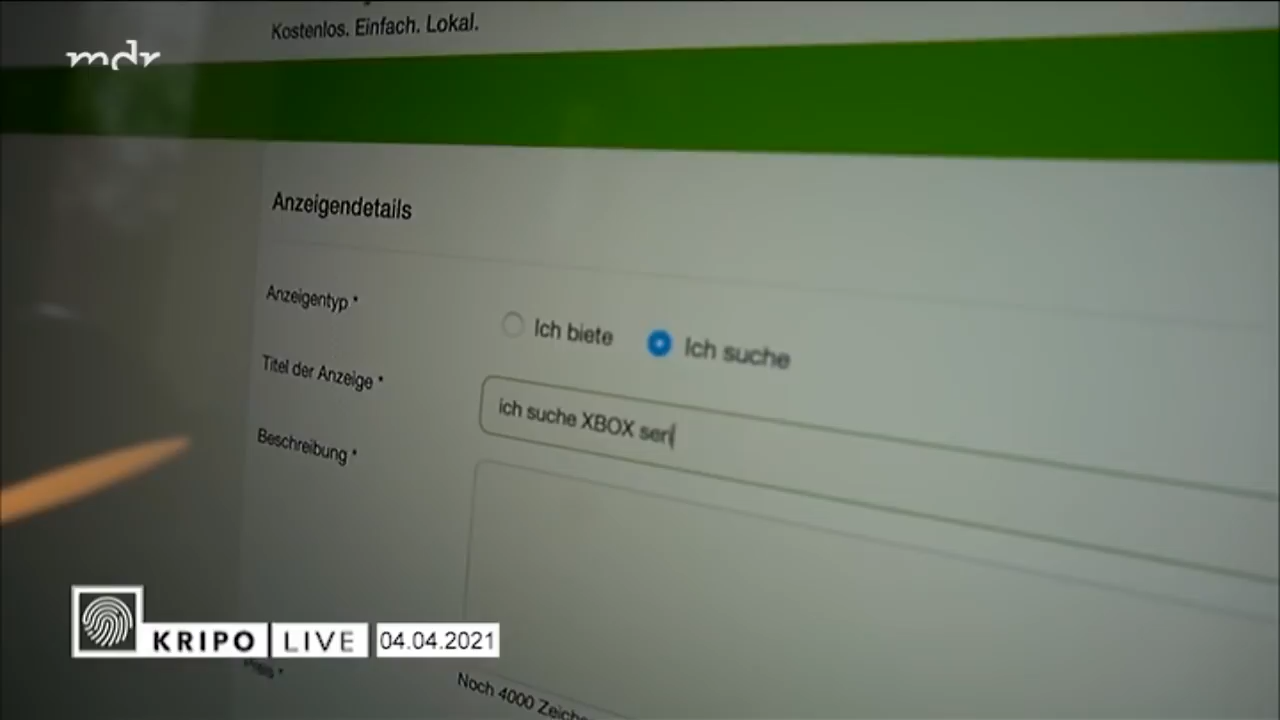 Kostenlos. Einfach. Lokal.
mdr
Anzeigendetails
Anzeigentyp *
Ich biete
Ich suche
Titel der Anzeige *
ich suche XBOX seri
Beschreibung *
KRIPO LIVE 04.04.2021
Noch 4000